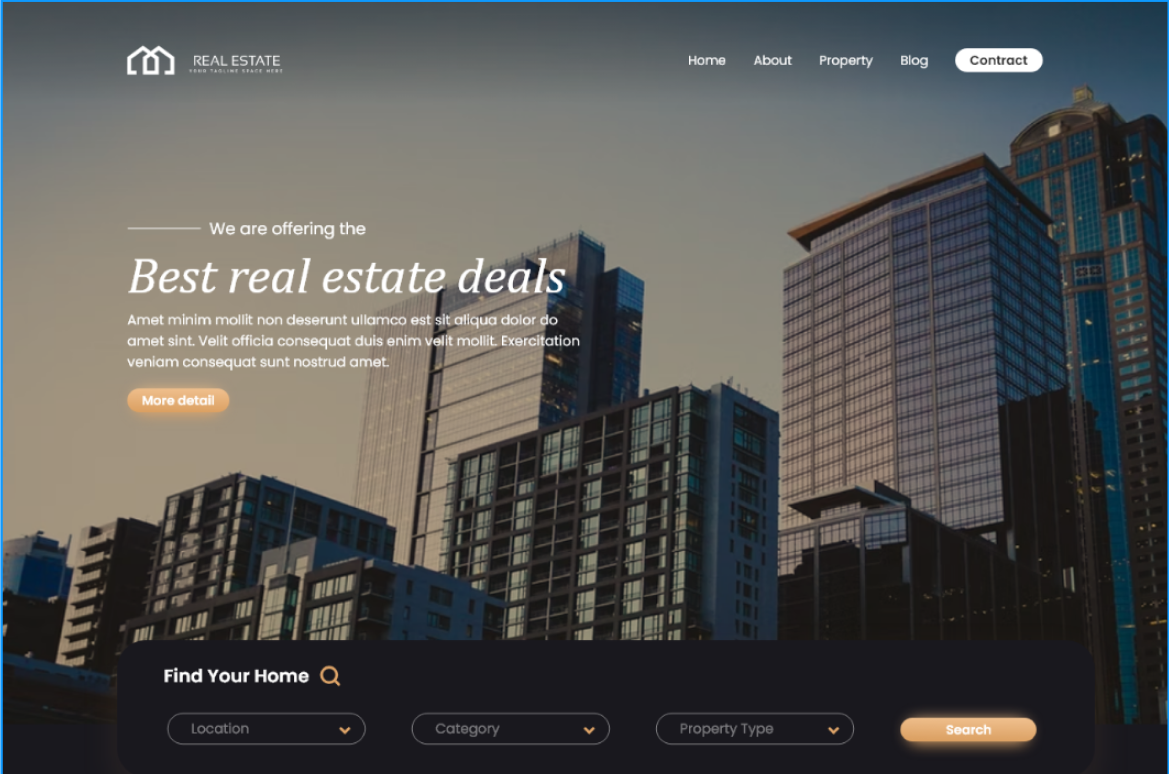 REAL ESTATE
YOUR TAGLINE SPACE HERE
Home
About
Property
Blog
Contract
We are offering the
Best real estate deals
Amet minim mollit non deserunt ullamco est sit aliqua dolor do
amet sint. Velit officia consequat duis enim velit mollit. Exercitation
veniam consequat sunt nostrud amet.
More detail
Find Your Home
Location
Category
Property Type
Search